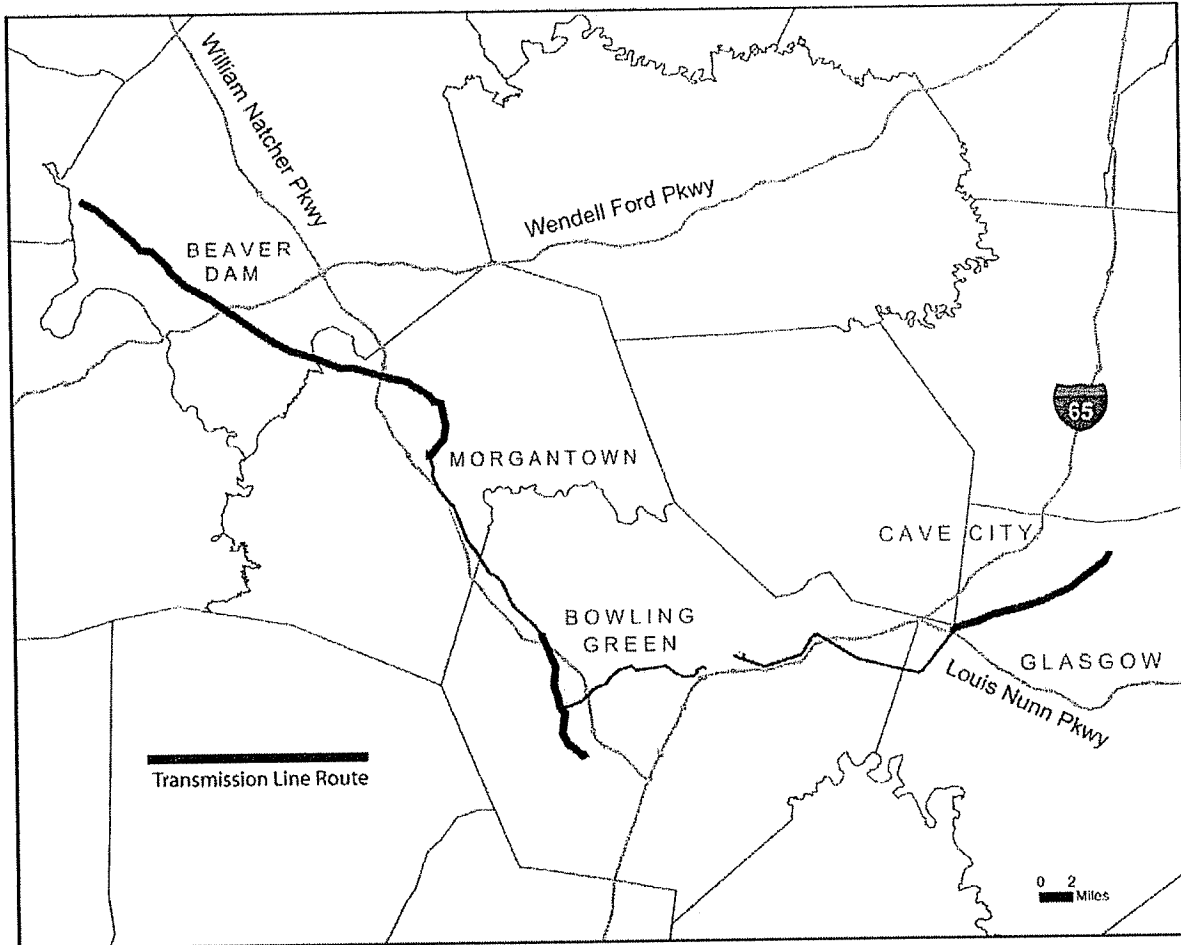 William Natcher Pkwy
Wendell Ford Pkwy
BEAVER
DAM
65
MORGANTOWN
CAVE CITY
BOWLING
GREEN
GLASGOW
Louis Nunn Pkwy
Transmission Line Route
0 2
Miles